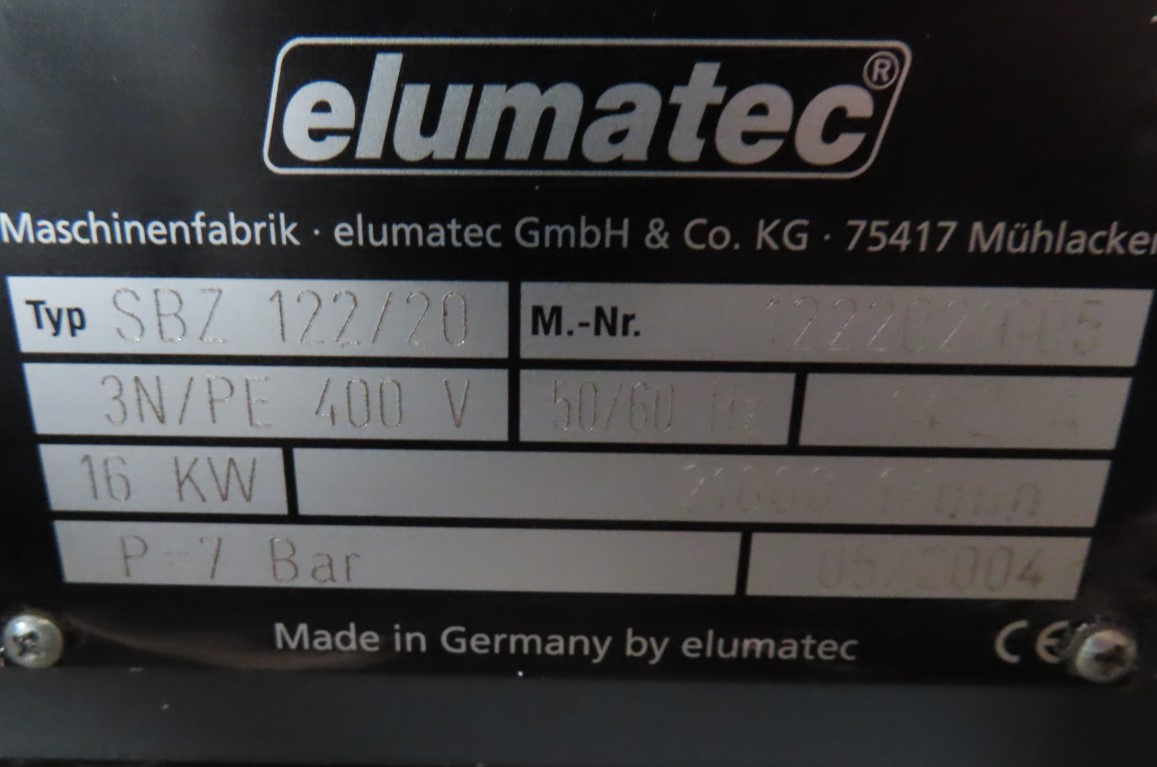 elumatec®
Maschinenfabrik · elumatec GmbH & Co. KG · 75417 Mühlacker
Typ SBZ 122/20 M.-Nr.
3N/PE 400 V 50/60 Hz
16 KW
P-7 Bar 05/2004
Made in Germany by elumatec CE